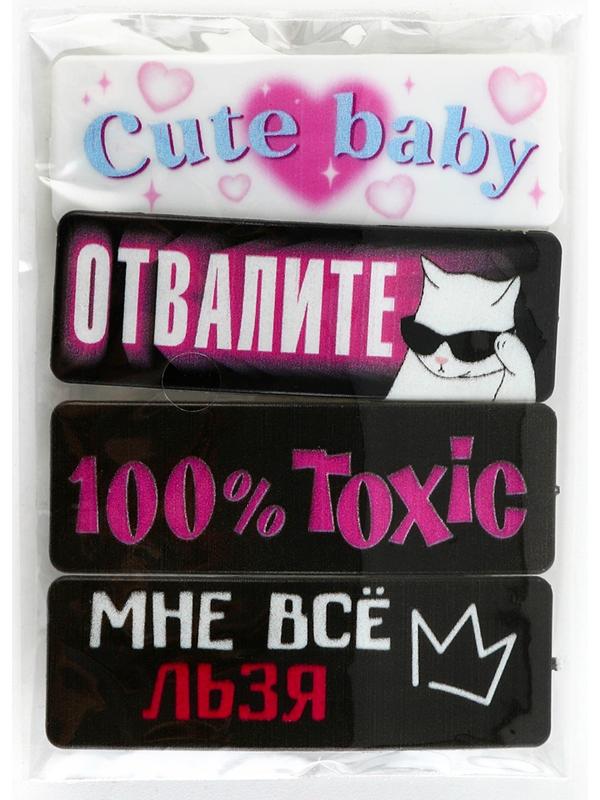 Cute baby
ОТВАЛИТЕ
100% Toxic
МНЕ ВСЁ
ЛЬЗЯ